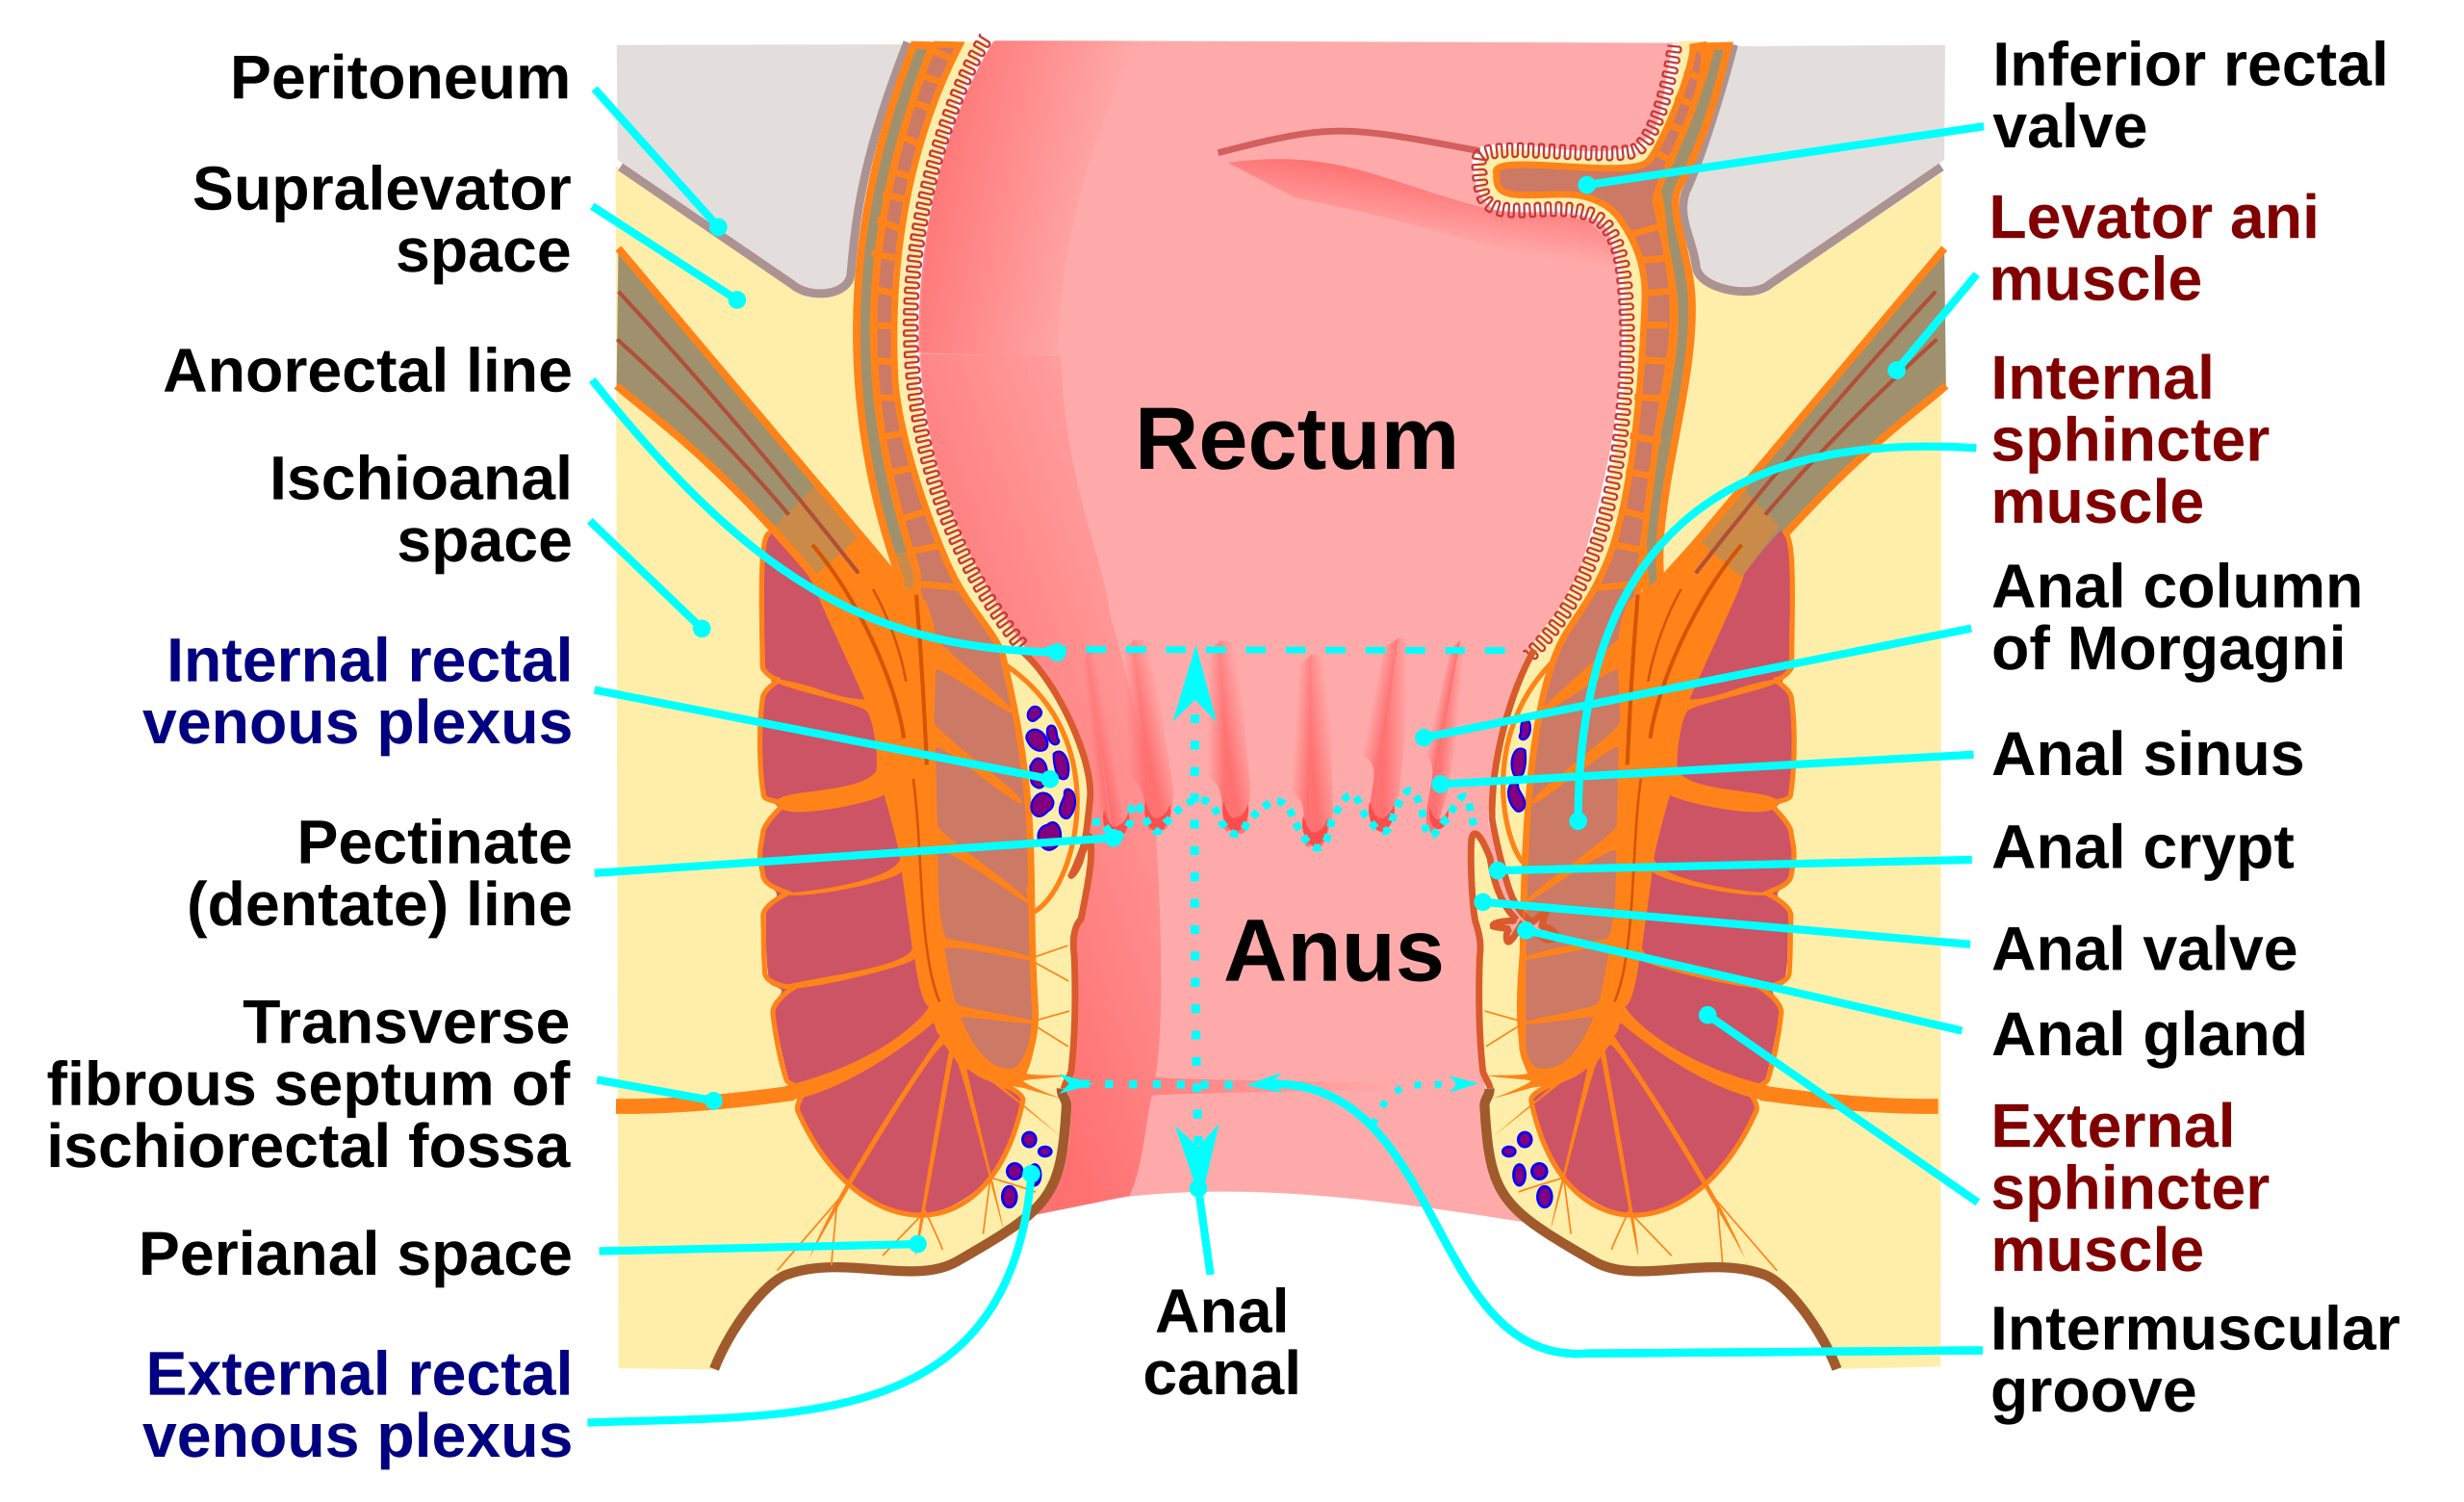 Peritoneum
Supralevator
space
Anorectal line
Ischioanal
space
Internal rectal
venous plexus
Pectinate
(dentate) line
Transverse
fibrous septum of
ischiorectal fossa
Perianal space
External rectal
venous plexus
Rectum
Anus
Anal
canal
Inferior rectal
valve
Levator ani
muscle
Internal
sphincter
muscle
Anal column
of Morgagni
Anal sinus
Anal crypt
Anal valve
Anal gland
External
sphincter
muscle
Intermuscular
groove